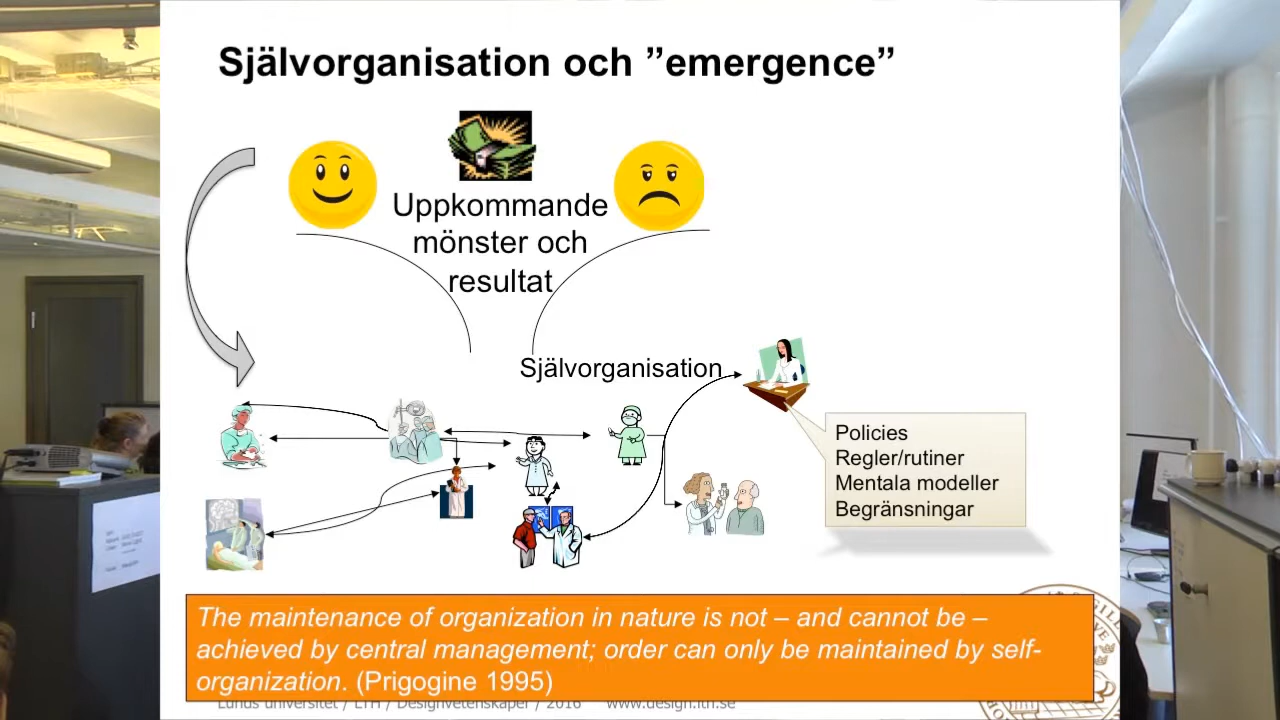 Självorganisation och ”emergence”
Uppkommande
mönster och
resultat
Självorganisation
Policies
Regler/rutiner
Mentala modeller
Begränsningar
The maintenance of organization in nature is not – and cannot be –
achieved by central management; order can only be maintained by self-
organization. (Prigogine 1995)
Lunds universitet / LTH / Designvetenskaper / 2016 www.design.lth.se